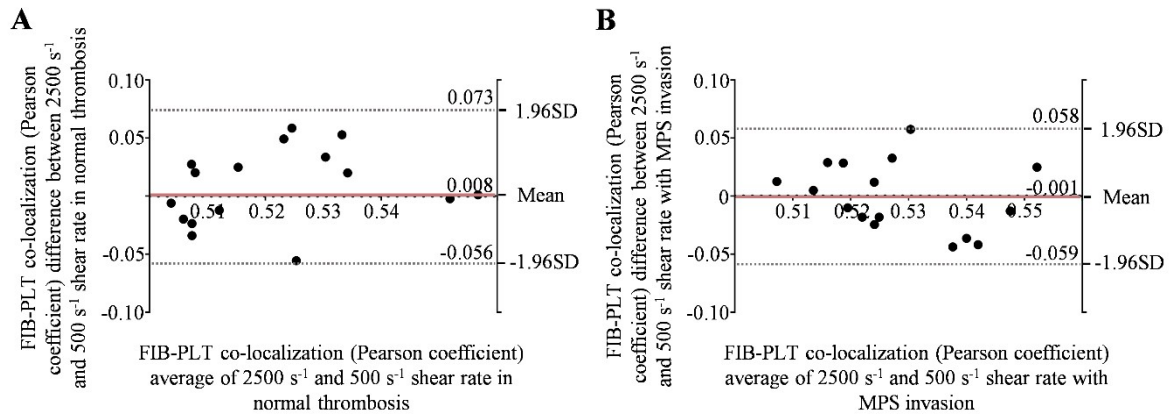 A
FIB-PLT co-localization (Pearson
coefficient) difference between 2500 s-1
and 500 s-1 shear rate in normal thrombosis
0.10
0.05
-0.05
-0.10
0.073
0.008
-0.056
1.96SD
Mean
-1.96SD
0.51 0.52 0.53 0.54
FIB-PLT co-localization (Pearson coefficient)
average of 2500 s-1 and 500 s-1 shear rate in
normal thrombosis
B
FIB-PLT co-localization (Pearson
coefficient) difference between 2500 s-1
and 500 s-1 shear rate with MPS invasion
0.10
0.05
0
-0.05
-0.10
0.058
-0.001
-0.059
1.96SD
Mean
-1.96SD
0.51 0.52 0.53 0.54 0.55
FIB-PLT co-localization (Pearson coefficient)
average of 2500 s-1 and 500 s-1 shear rate with
MPS invasion